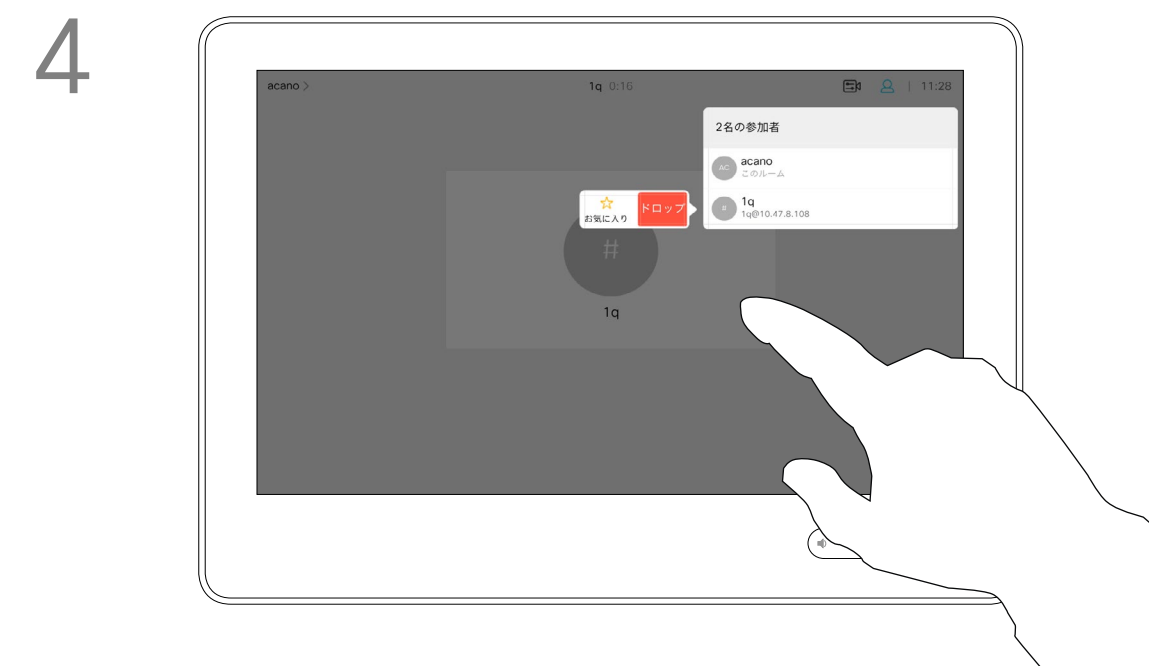 4
acano >
1q 0:16
11:28
2名の参加者
AC
acano
このルーム
お気に入り
ドロップ
#
1q
1q@10.47.8.108
#
1q